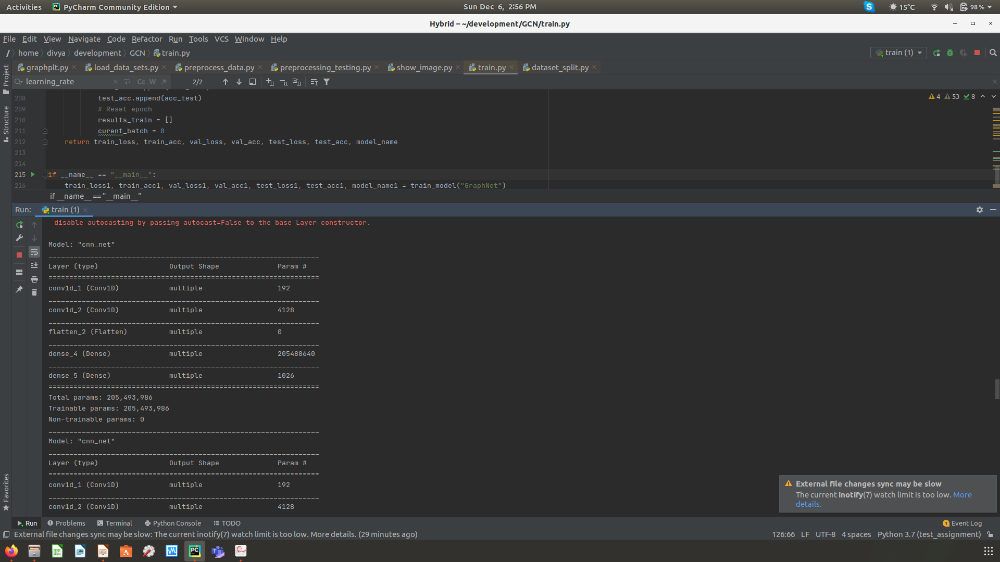 Activities PyCharm Community Edition Sun Dec 6, 2:56 PM 15°C 98%
Hybrid – ~/development/GCN/train.py
File Edit View Navigate Code Refactor Run Tools VCS Window Help
/ home divya development GCN train.py train (1)
graphplt.py load_data_sets.py preprocess_data.py preprocessing_testing.py show_image.py train.py dataset_split.py
learning_rate Cc W .* 2/2
Project
Structure
Favorites
4 53 8
208 test_acc.append(acc_test)
209 # Reset epoch
210 results_train = []
211 curent_batch = 0
212 return train_loss, train_acc, val_loss, val_acc, test_loss, test_acc, model_name
213
214
215 if __name__ == "__main__":
216 train_loss1, train_acc1, val_loss1, val_acc1, test_loss1, test_acc1, model_name1 = train_model("GraphNet")
if __name__ == "__main__"
Run: train (1)
disable autocasting by passing autocast=False to the base Layer constructor.
Model: "cnn_net"
_________________________________________________________________
Layer (type) Output Shape Param #
=================================================================
conv1d_1 (Conv1D) multiple 192
_________________________________________________________________
conv1d_2 (Conv1D) multiple 4128
_________________________________________________________________
flatten_2 (Flatten) multiple 0
_________________________________________________________________
dense_4 (Dense) multiple 205488640
_________________________________________________________________
dense_5 (Dense) multiple 1026
=================================================================
Total params: 205,493,986
Trainable params: 205,493,986
Non-trainable params: 0
_________________________________________________________________
Model: "cnn_net"
_________________________________________________________________
Layer (type) Output Shape Param #
=================================================================
conv1d_1 (Conv1D) multiple 192
_________________________________________________________________
conv1d_2 (Conv1D) multiple 4128
External file changes sync may be slow
The current inotify(7) watch limit is too low. More
details.
Run Problems Terminal Python Console TODO 1 Event Log
External file changes sync may be slow: The current inotify(7) watch limit is too low. More details. (29 minutes ago) 126:66 LF UTF-8 4 spaces Python 3.7 (test_assignment)